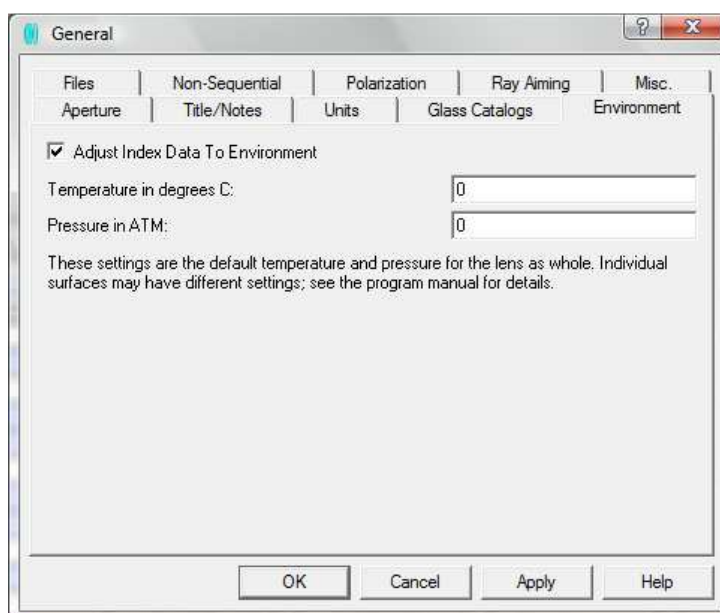 General
Files
Non-Sequential
Polarization
Ray Aiming
Misc.
Aperture
Title/Notes
Units
Glass Catalogs
Environment
Adjust Index Data To Environment
Temperature in degrees C:
0
Pressure in ATM:
0
These settings are the default temperature and pressure for the lens as whole. Individual
surfaces may have different settings; see the program manual for details.
OK
Cancel
Apply
Help